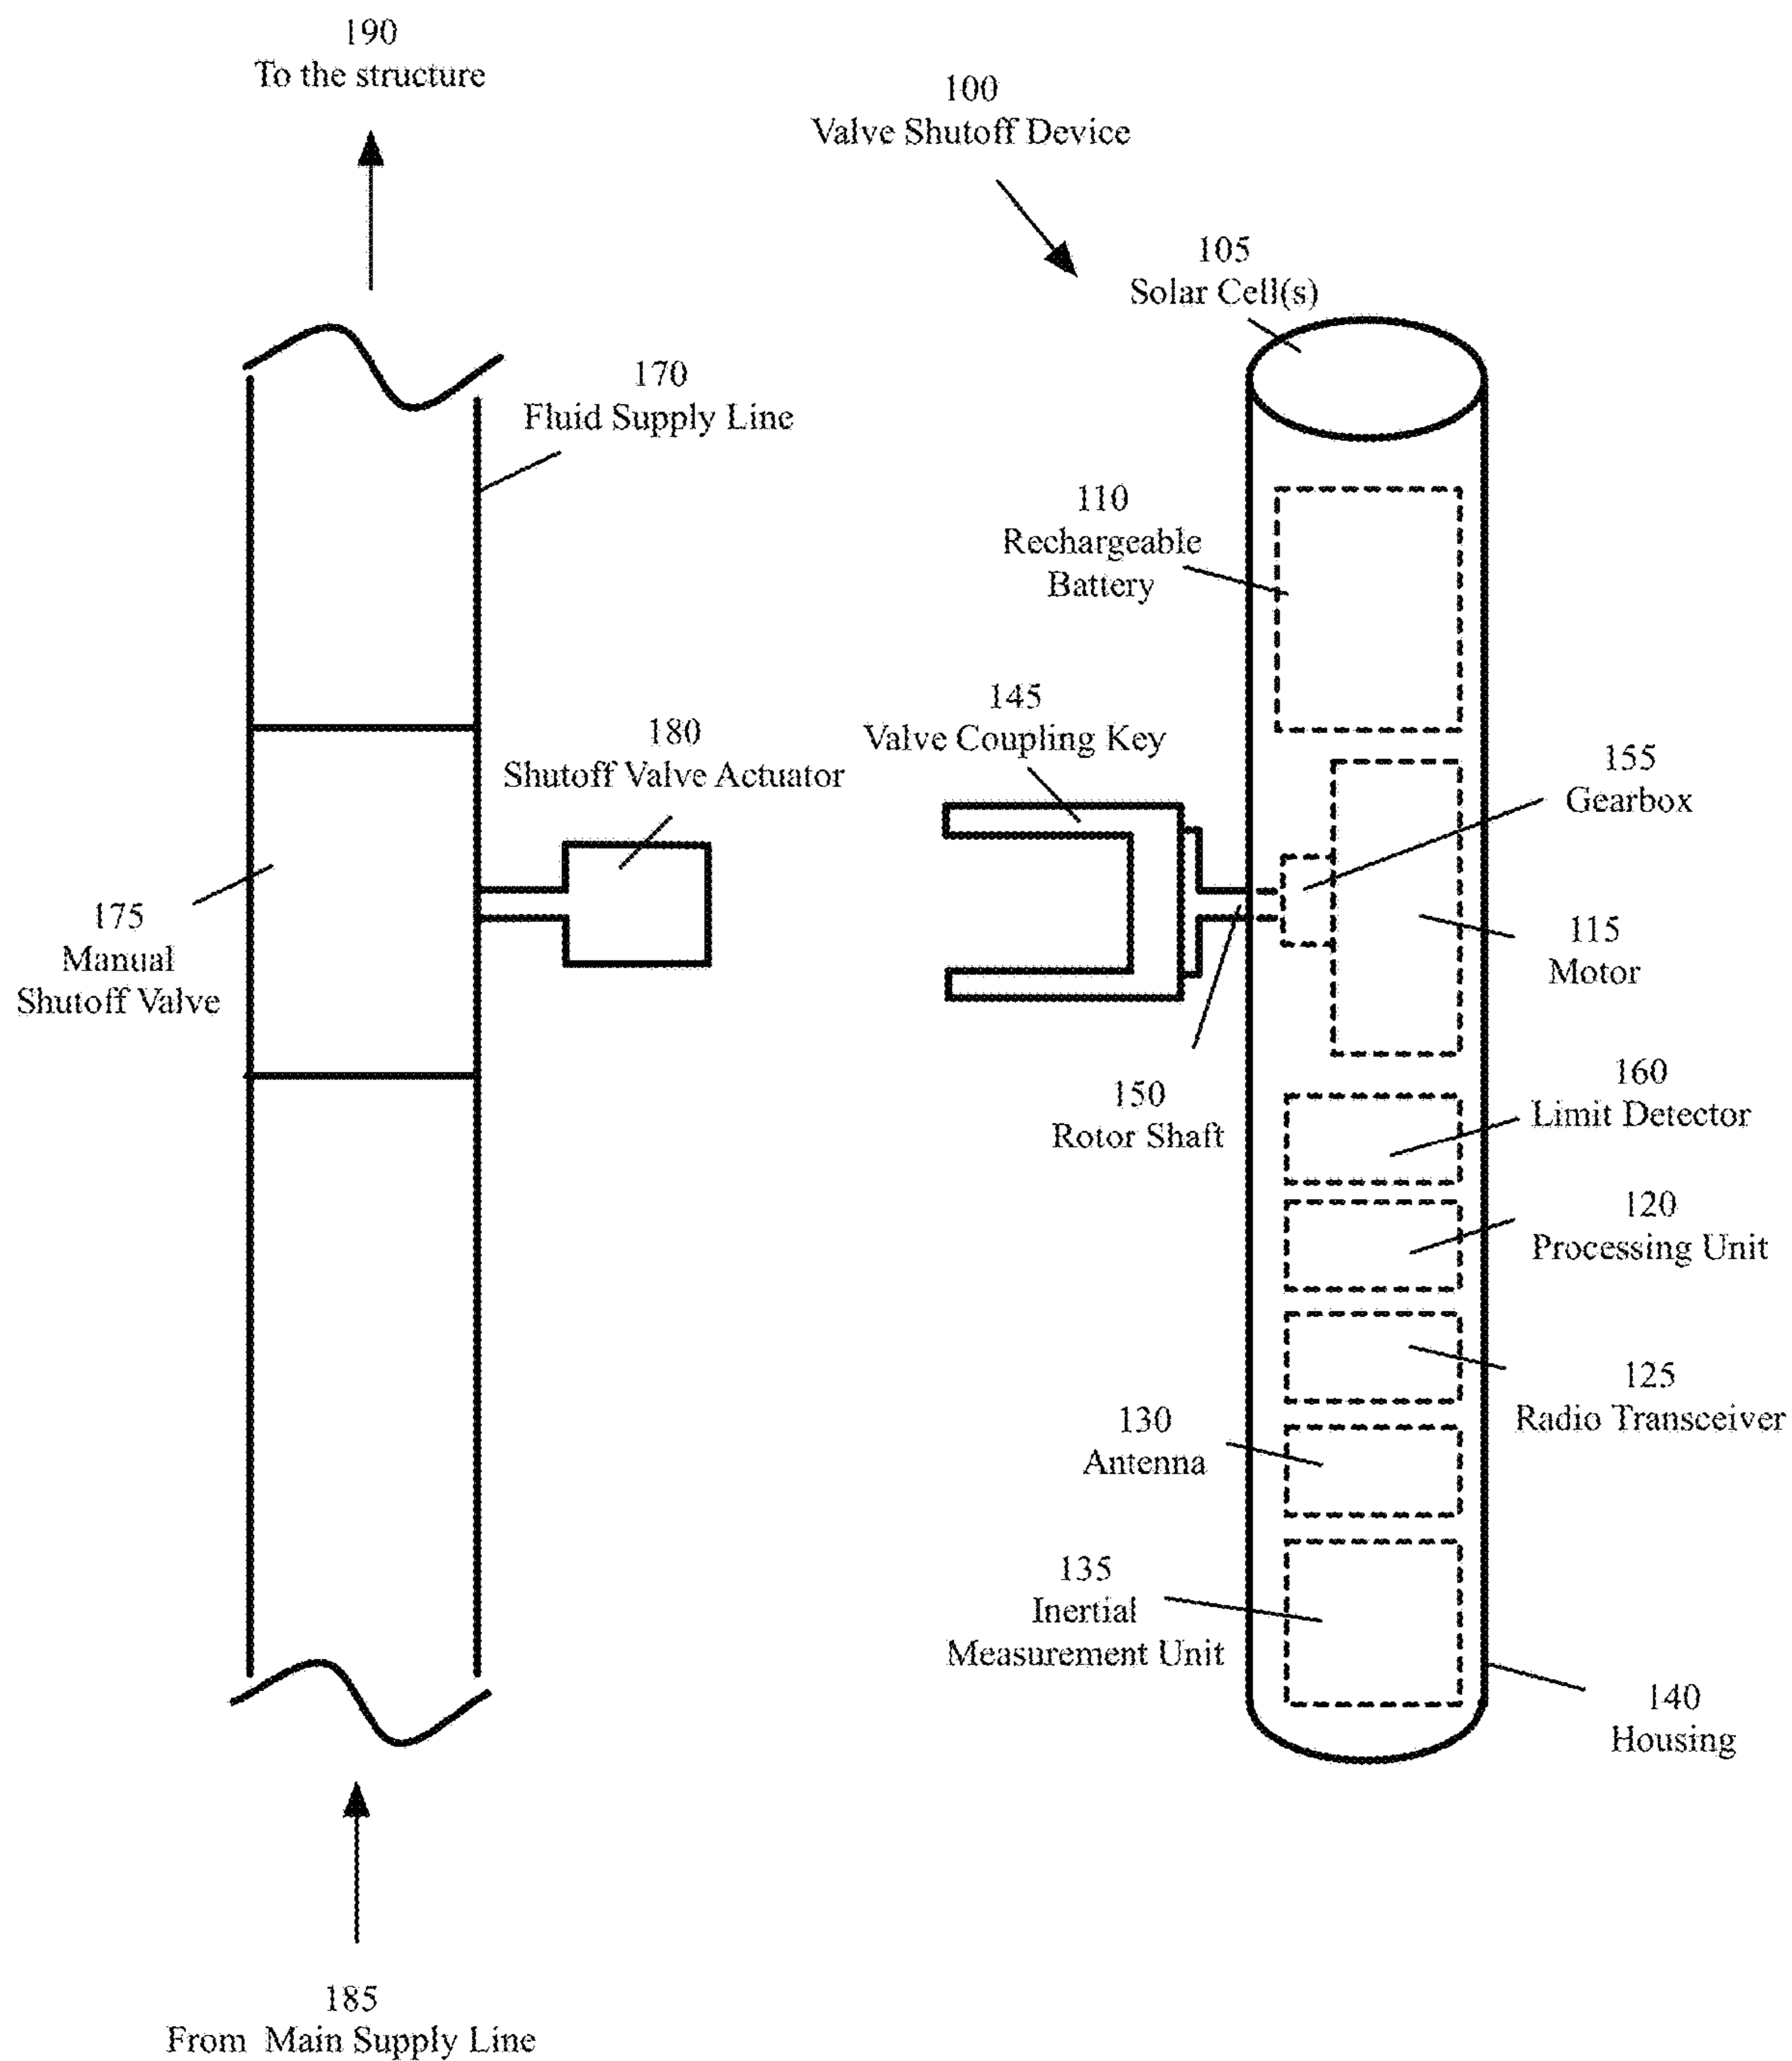 190
To the structure
100
Valve Shutoff Device
105
Solar Cell(s)
170
Fluid Supply Line
110
Rechargeable
Battery
145
Valve Coupling Key
180
Shutoff Valve Actuator
155
Gearbox
175
Manual
Shutoff Valve
115
Motor
150
Rotor Shaft
160
Limit Detector
120
Processing Unit
125
Radio Transceiver
130
Antenna
135
Inertial
Measurement Unit
140
Housing
185
From Main Supply Line